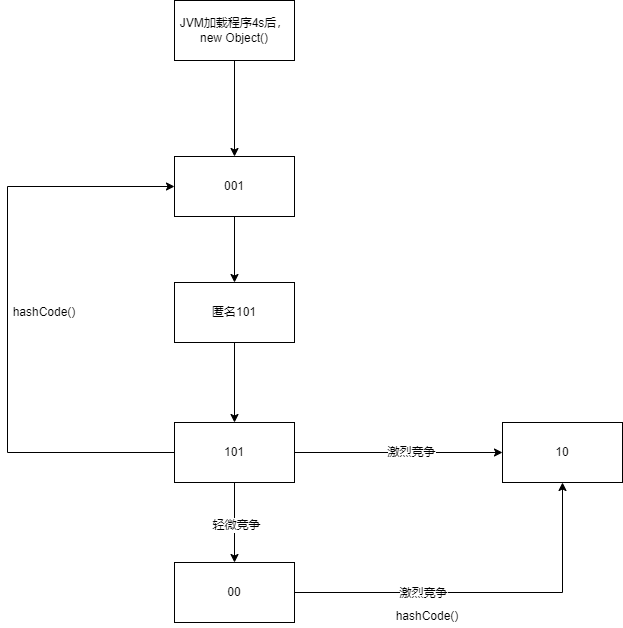 JVM加载程序4s后，
new Object()
001
hashCode()
匿名101
101
激烈竞争
10
轻微竞争
00
激烈竞争
hashCode()